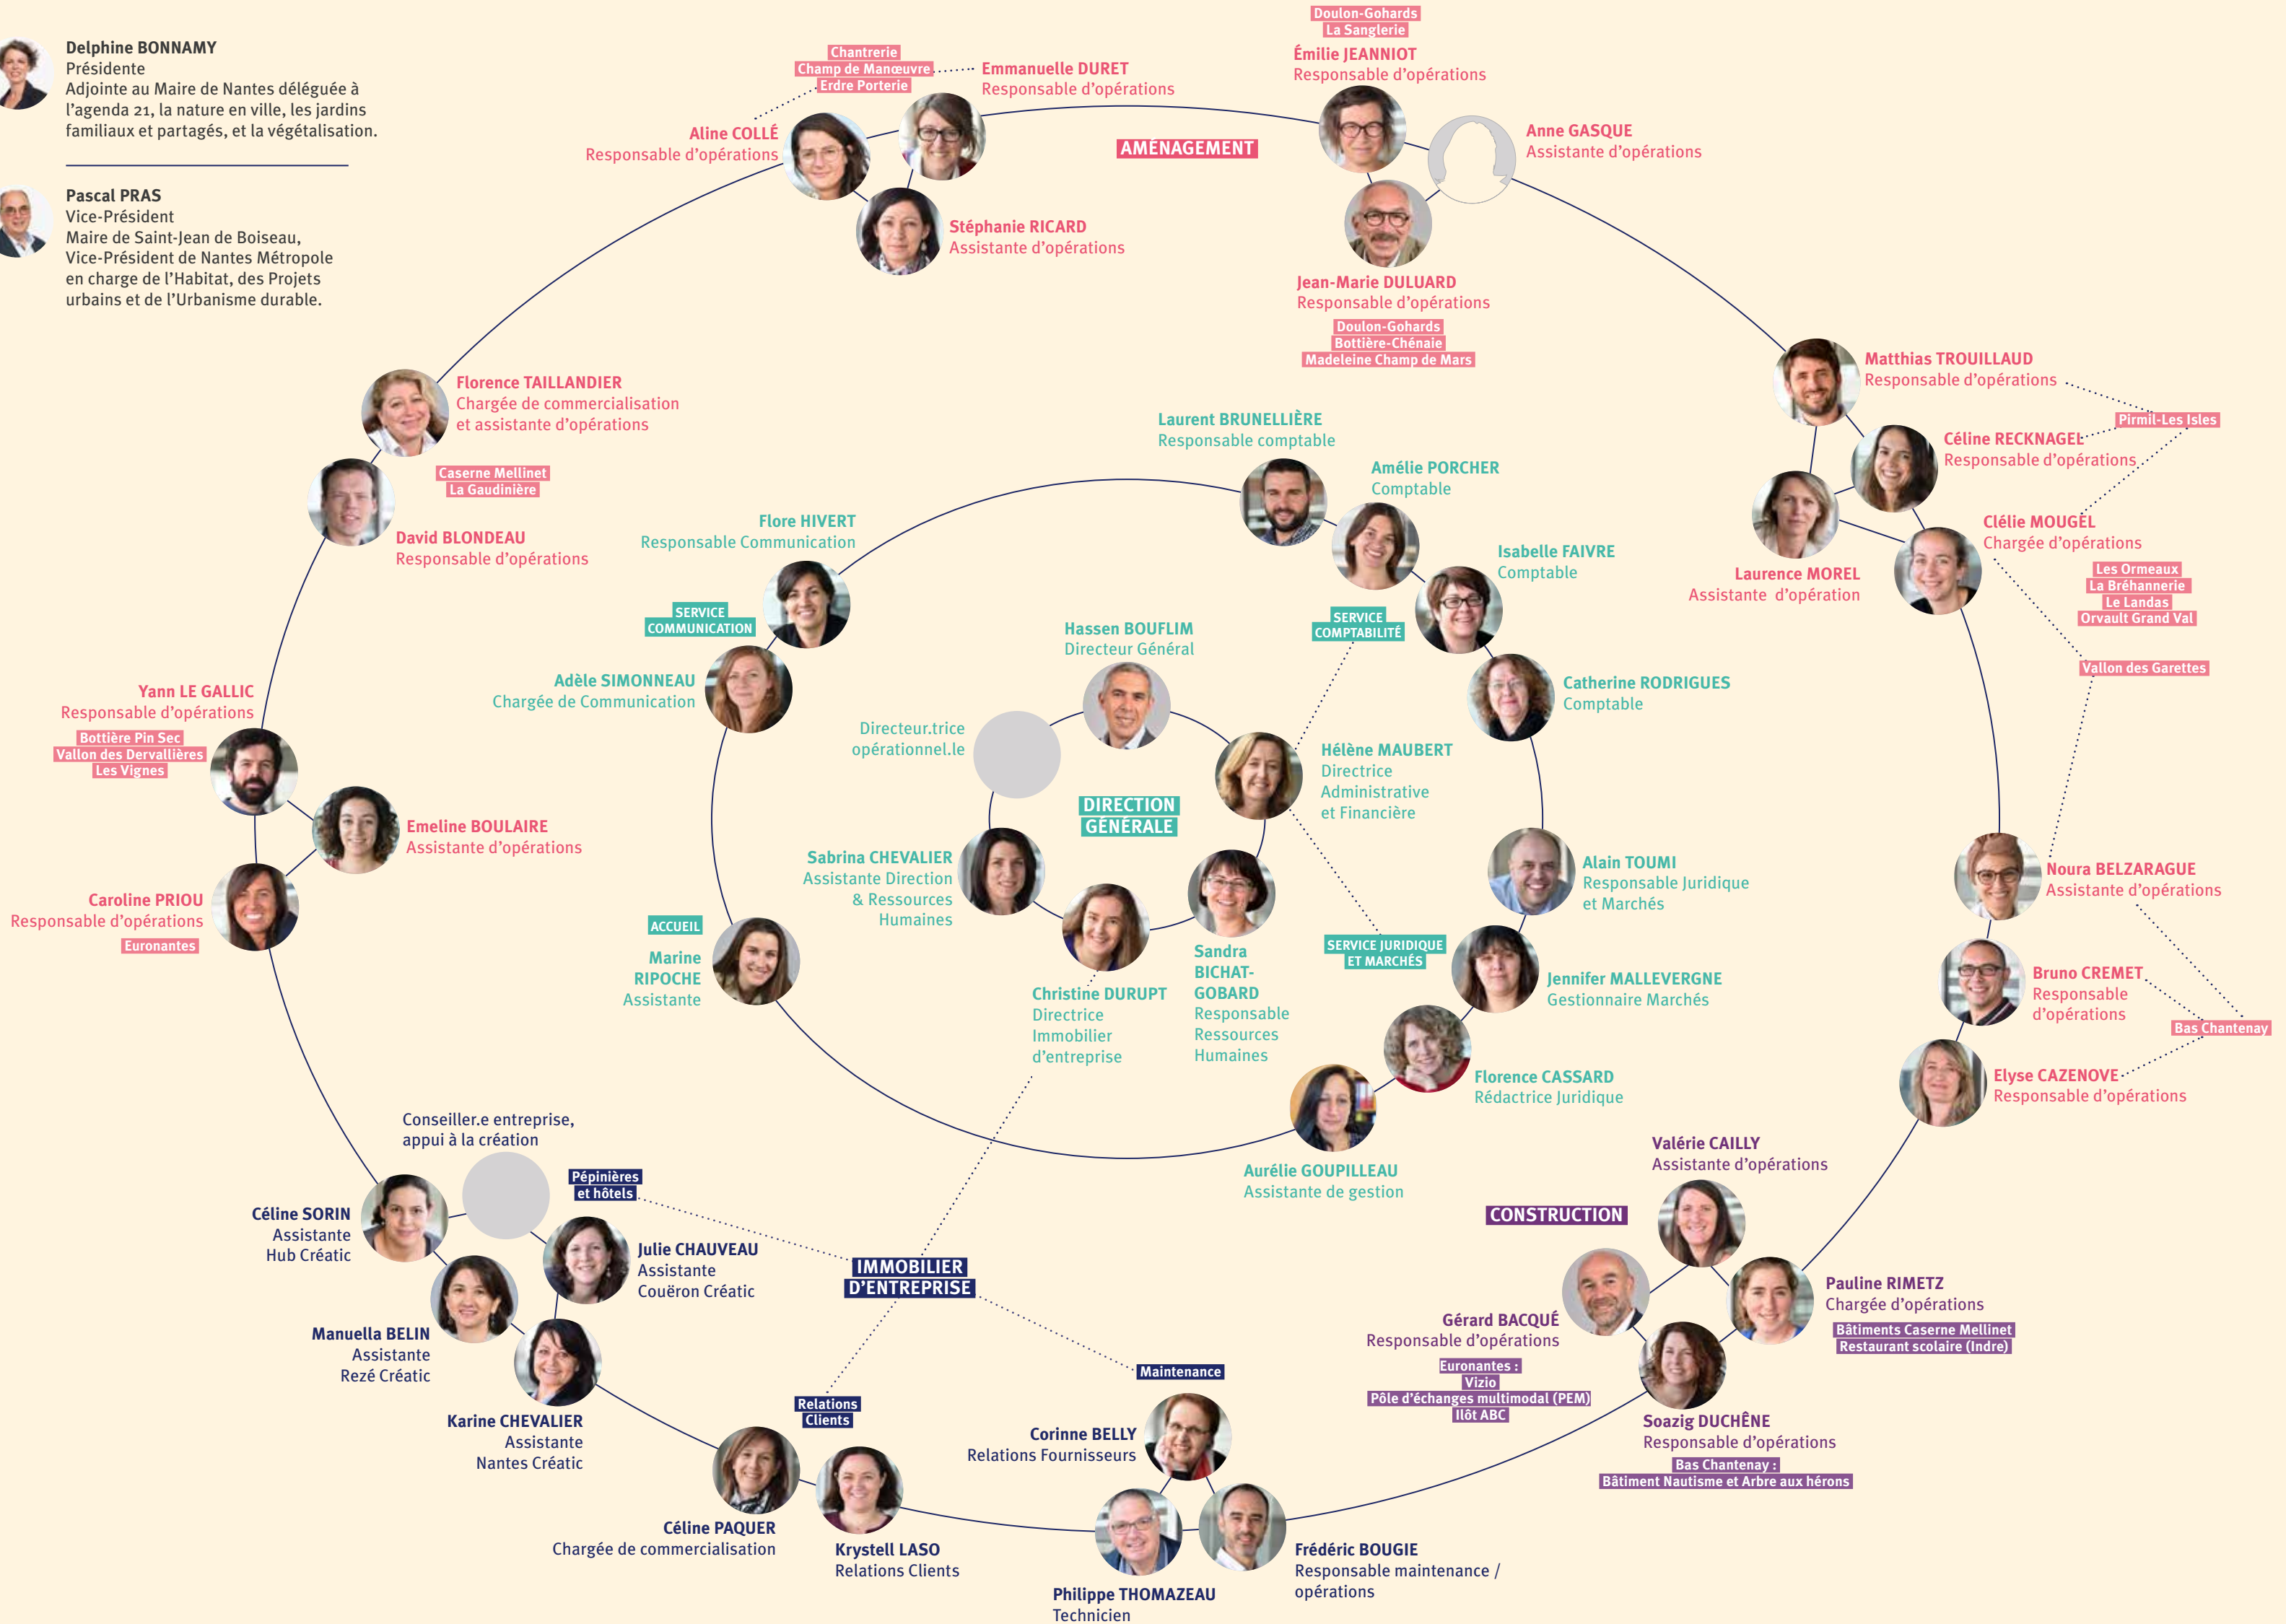 Delphine BONNAMY
Présidente
Adjointe au Maire de Nantes déléguée à
l'agenda 21, la nature en ville, les jardins
familiaux et partagés, et la végétalisation.
Pascal PRAS
Vice-Président
Maire de Saint-Jean de Boiseau,
Vice-Président de Nantes Métropole
en charge de l'Habitat, des Projets
urbains et de l'Urbanisme durable.
Chantrerie
Champ de Manœuvre
Erdre Porterie
Emmanuelle DURET
Responsable d'opérations
Aline COLLÉ
Responsable d'opérations
Stéphanie RICARD
Assistante d'opérations
AMÉNAGEMENT
Doulon-Gohards
La Sanglerie
Émilie JEANNIOT
Responsable d'opérations
Anne GASQUE
Assistante d'opérations
Jean-Marie DULUARD
Responsable d'opérations
Doulon-Gohards
Bottière-Chénaie
Madeleine Champ de Mars
Matthias TROUILLAUD
Responsable d'opérations
Pirmil-Les Isles
Céline RECKNAGEL
Responsable d'opérations
Clélie MOUGEL
Chargée d'opérations
Laurence MOREL
Assistante d'opération
Les Ormeaux
La Bréhannerie
Le Landas
Orvault Grand Val
Vallon des Garettes
Noura BELZARAGUE
Assistante d'opérations
Bruno CREMET
Responsable
d'opérations
Bas Chantenay
Elyse CAZENOVE
Responsable d'opérations
Florence TAILLANDIER
Chargée de commercialisation
et assistante d'opérations
Caserne Mellinet
La Gaudinière
David BLONDEAU
Responsable d'opérations
Yann LE GALLIC
Responsable d'opérations
Bottière Pin Sec
Vallon des Dervallières
Les Vignes
Emeline BOULAIRE
Assistante d'opérations
Caroline PRIOU
Responsable d'opérations
Euronantes
Laurent BRUNELLIÈRE
Responsable comptable
Amélie PORCHER
Comptable
Isabelle FAIVRE
Comptable
Catherine RODRIGUES
Comptable
SERVICE
COMPTABILITÉ
Flore HIVERT
Responsable Communication
SERVICE
COMMUNICATION
Adèle SIMONNEAU
Chargée de Communication
Hassen BOUFLIM
Directeur Général
Directeur.trice
opérationnel.le
Hélène MAUBERT
Directrice
Administrative
et Financière
DIRECTION
GÉNÉRALE
Sabrina CHEVALIER
Assistante Direction
& Ressources
Humaines
Christine DURUPT
Directrice
Immobilier
d'entreprise
Sandra
BICHAT-
GOBARD
Responsable
Ressources
Humaines
ACCUEIL
Marine
RIPOCHE
Assistante
Alain TOUMI
Responsable Juridique
et Marchés
SERVICE JURIDIQUE
ET MARCHÉS
Jennifer MALLEVERGNE
Gestionnaire Marchés
Florence CASSARD
Rédactrice Juridique
Aurélie GOUPILLEAU
Assistante de gestion
Conseiller.e entreprise,
appui à la création
Pépinières
et hôtels
Céline SORIN
Assistante
Hub Créatic
Julie CHAUVEAU
Assistante
Couëron Créatic
Manuella BELIN
Assistante
Rezé Créatic
Karine CHEVALIER
Assistante
Nantes Créatic
IMMOBILIER
D'ENTREPRISE
Relations
Clients
Céline PAQUER
Chargée de commercialisation
Krystell LASO
Relations Clients
Maintenance
Corinne BELLY
Relations Fournisseurs
Philippe THOMAZEAU
Technicien
Frédéric BOUGIE
Responsable maintenance /
opérations
Valérie CAILLY
Assistante d'opérations
CONSTRUCTION
Pauline RIMETZ
Chargée d'opérations
Bâtiments Caserne Mellinet
Restaurant scolaire (Indre)
Gérard BACQUÉ
Responsable d'opérations
Euronantes :
Vizio
Pôle d'échanges multimodal (PEM)
Ilôt ABC
Soazig DUCHÊNE
Responsable d'opérations
Bas Chantenay :
Bâtiment Nautisme et Arbre aux hérons